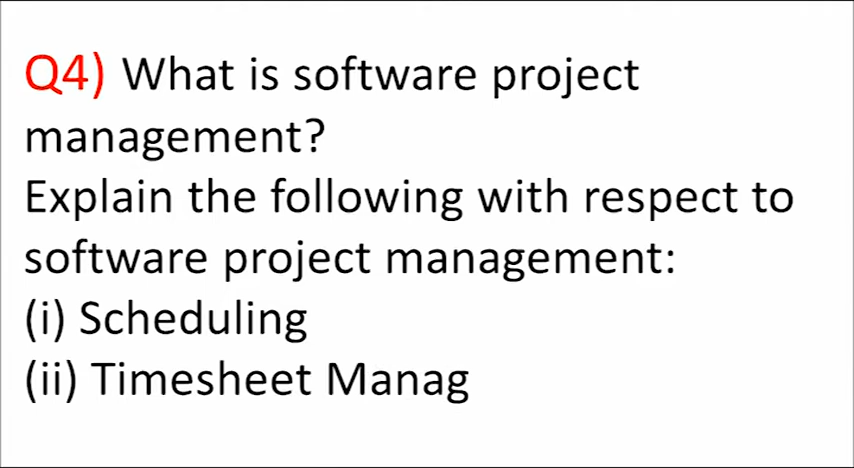 Q4) What is software project
management?
Explain the following with respect to
software project management:
(i) Scheduling
(ii) Timesheet Manag